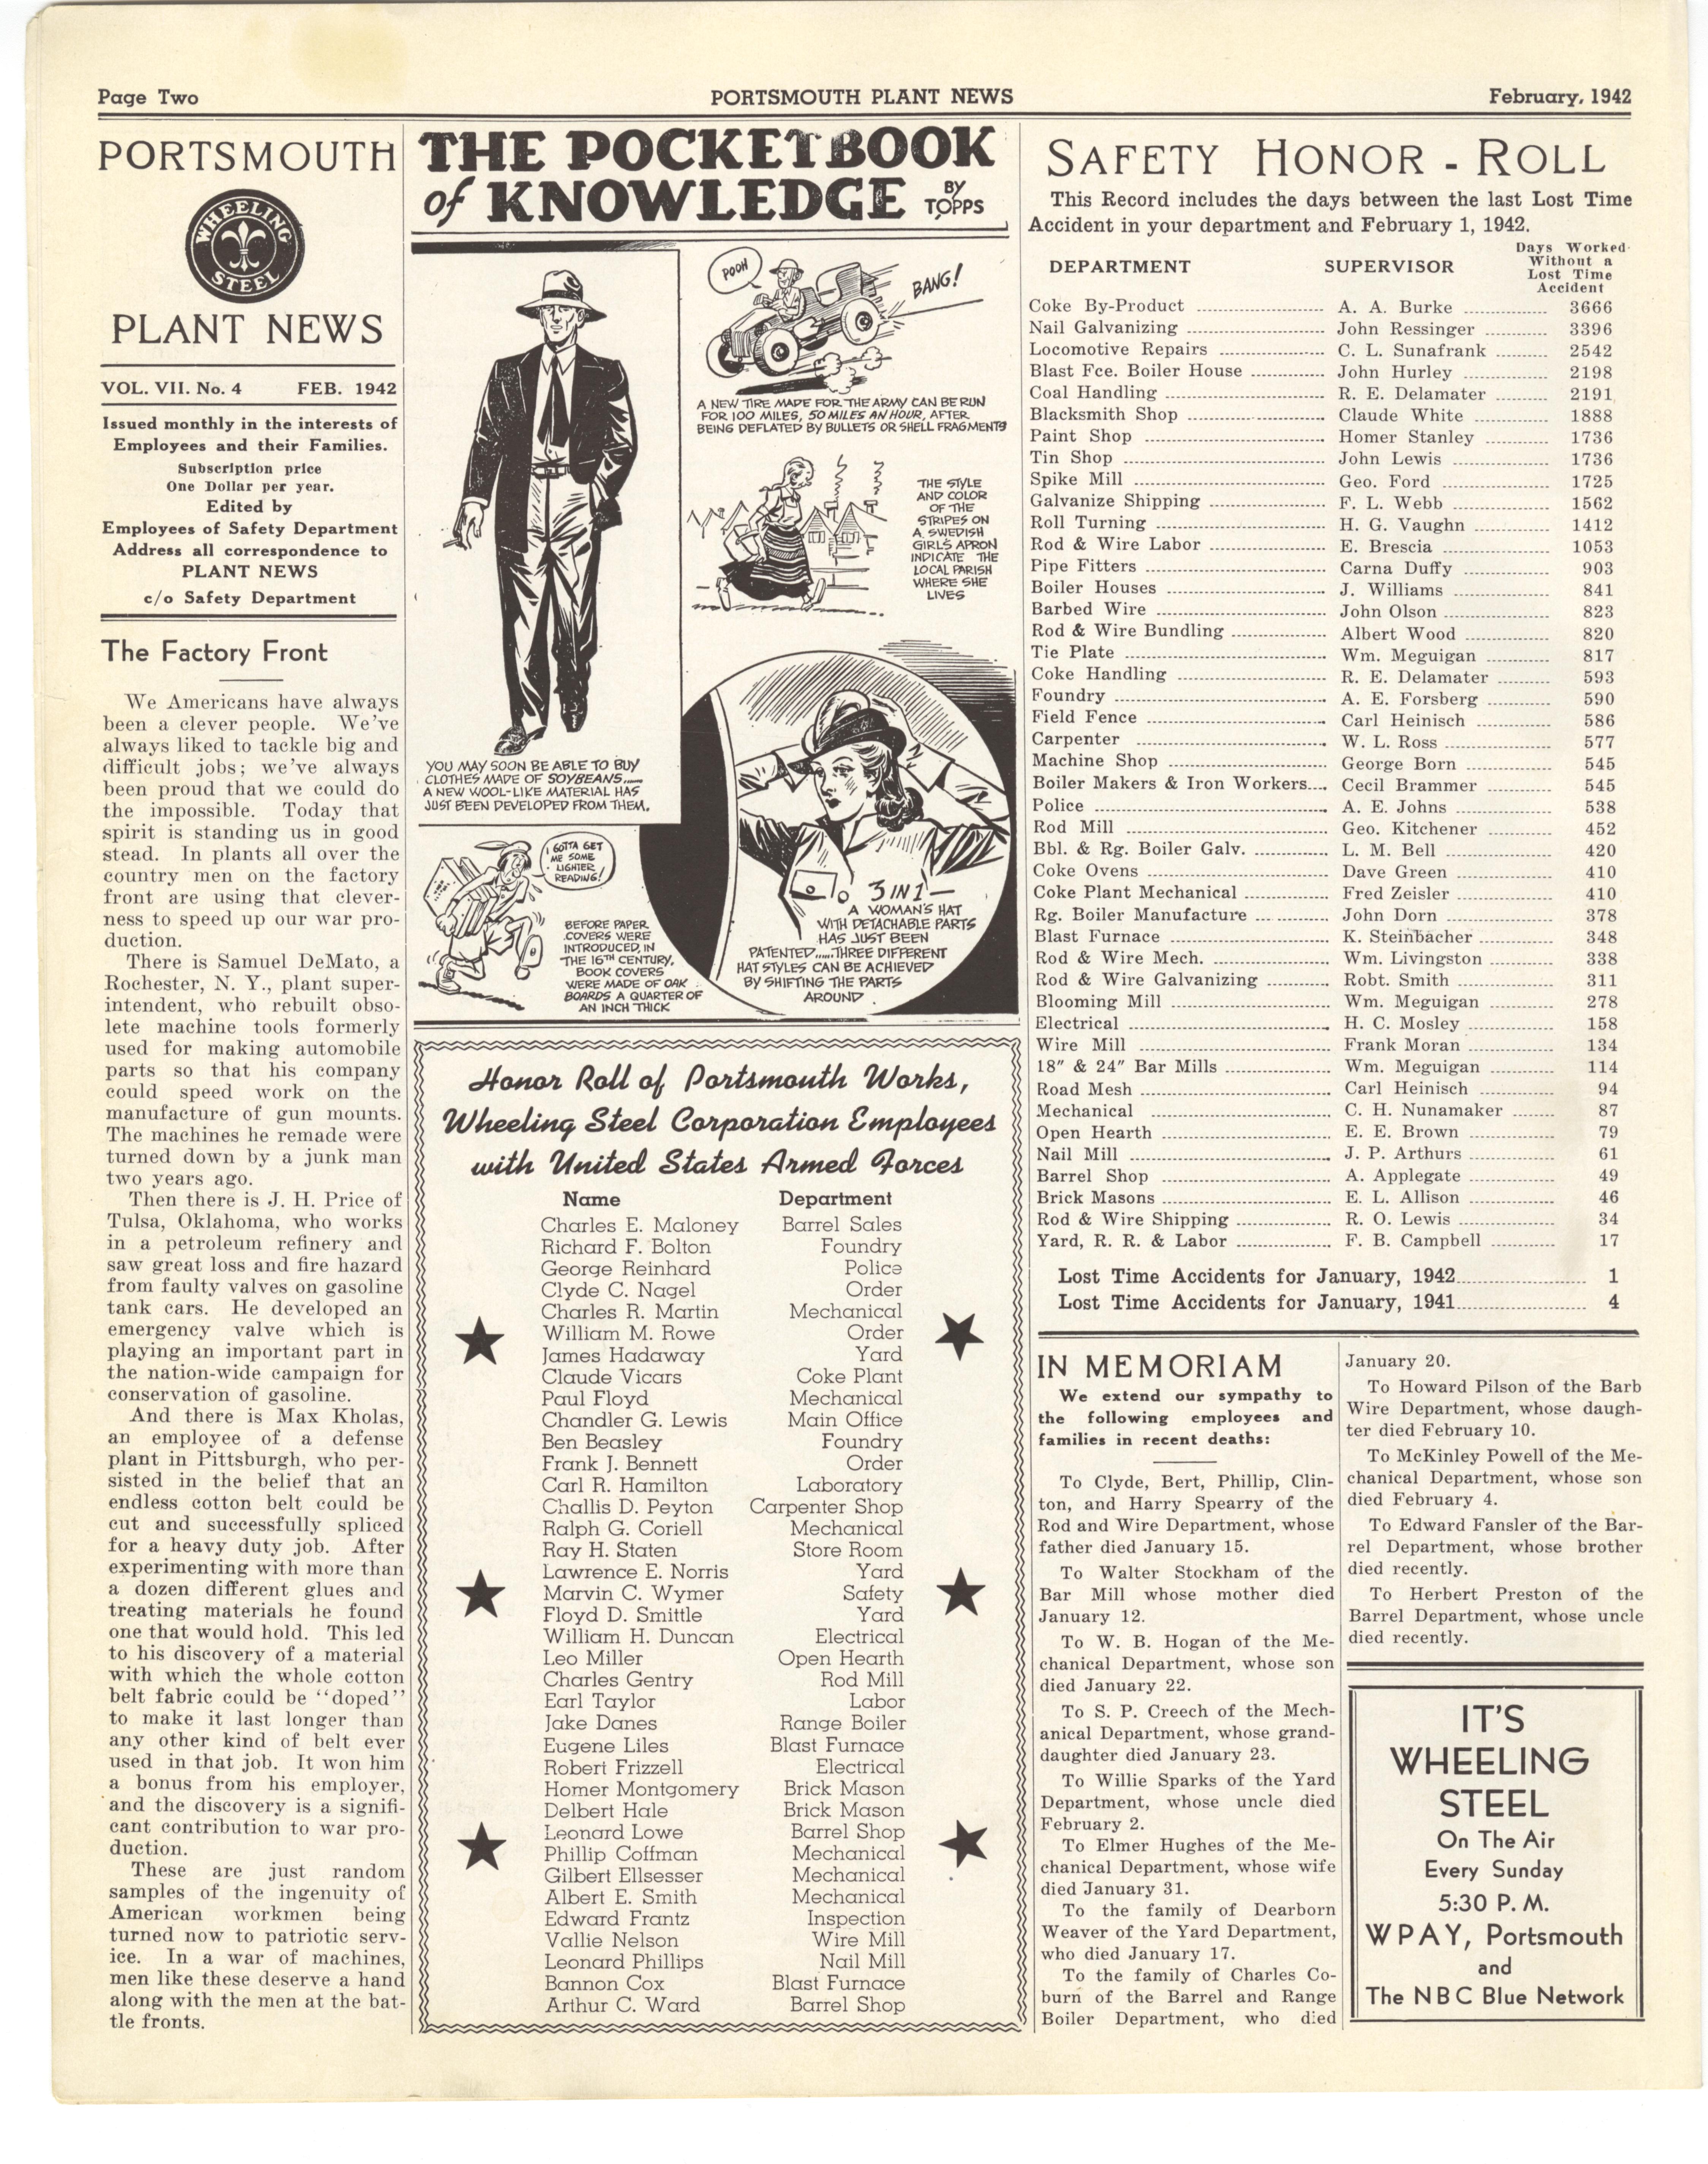 Page Two
PORTSMOUTH PLANT NEWS
February, 1942
PORTSMOUTH
WHEELING
STEEL
PLANT NEWS
VOL. VII. No. 4 FEB. 1942
Issued monthly in the interests of
Employees and their Families.
Subscription price
One Dollar per year.
Edited by
Employees of Safety Department
Address all correspondence to
PLANT NEWS
c/o Safety Department
The Factory Front
We Americans have always
been a clever people. We've
always liked to tackle big and
difficult jobs; we've always
been proud that we could do
the impossible. Today that
spirit is standing us in good
stead. In plants all over the
country men on the factory
front are using that clever-
ness to speed up our war pro-
duction.
There is Samuel DeMato, a
Rochester, N. Y., plant super-
intendent, who rebuilt obso-
lete machine tools formerly
used for making automobile
parts so that his company
could speed work on the
manufacture of gun mounts.
The machines he remade were
turned down by a junk man
two years ago.
Then there is J. H. Price of
Tulsa, Oklahoma, who works
in a petroleum refinery and
saw great loss and fire hazard
from faulty valves on gasoline
tank cars. He developed an
emergency valve which is
playing an important part in
the nation-wide campaign for
conservation of gasoline.
And there is Max Kholas,
an employee of a defense
plant in Pittsburgh, who per-
sisted in the belief that an
endless cotton belt could be
cut and successfully spliced
for a heavy duty job. After
experimenting with more than
a dozen different glues and
treating materials he found
one that would hold. This led
to his discovery of a material
with which the whole cotton
belt fabric could be "doped"
to make it last longer than
any other kind of belt ever
used in that job. It won him
a bonus from his employer,
and the discovery is a signifi-
cant contribution to war pro-
duction.
These are just random
samples of the ingenuity of
American workmen being
turned now to patriotic serv-
ice. In a war of machines,
men like these deserve a hand
along with the men at the bat-
tle fronts.
THE POCKETBOOK
of KNOWLEDGE BY TOPPS
POOH
BANG!
A NEW TIRE MADE FOR THE ARMY CAN BE RUN
FOR 100 MILES, 50 MILES AN HOUR, AFTER
BEING DEFLATED BY BULLETS OR SHELL FRAGMENTS
THE STYLE
AND COLOR
OF THE
STRIPES ON
A SWEDISH
GIRL'S APRON
INDICATE THE
LOCAL PARISH
WHERE SHE
LIVES
YOU MAY SOON BE ABLE TO BUY
CLOTHES MADE OF SOYBEANS.....
A NEW WOOL-LIKE MATERIAL HAS
JUST BEEN DEVELOPED FROM THEM.
I GOTTA GET
ME SOME
LIGHTER
READING!
BEFORE PAPER
COVERS WERE
INTRODUCED, IN
THE 16TH CENTURY,
BOOK COVERS
WERE MADE OF OAK
BOARDS A QUARTER OF
AN INCH THICK
3 IN 1—
A WOMAN'S HAT
WITH DETACHABLE PARTS
HAS JUST BEEN
PATENTED.....THREE DIFFERENT
HAT STYLES CAN BE ACHIEVED
BY SHIFTING THE PARTS
AROUND
Honor Roll of Portsmouth Works,
Wheeling Steel Corporation Employees
with United States Armed Forces
Name Department
Charles E. Maloney Barrel Sales
Richard F. Bolton Foundry
George Reinhard Police
Clyde C. Nagel Order
Charles R. Martin Mechanical
William M. Rowe Order
James Hadaway Yard
Claude Vicars Coke Plant
Paul Floyd Mechanical
Chandler G. Lewis Main Office
Ben Beasley Foundry
Frank J. Bennett Order
Carl R. Hamilton Laboratory
Challis D. Peyton Carpenter Shop
Ralph G. Coriell Mechanical
Ray H. Staten Store Room
Lawrence E. Norris Yard
Marvin C. Wymer Safety
Floyd D. Smittle Yard
William H. Duncan Electrical
Leo Miller Open Hearth
Charles Gentry Rod Mill
Earl Taylor Labor
Jake Danes Range Boiler
Eugene Liles Blast Furnace
Robert Frizzell Electrical
Homer Montgomery Brick Mason
Delbert Hale Brick Mason
Leonard Lowe Barrel Shop
Phillip Coffman Mechanical
Gilbert Ellsesser Mechanical
Albert E. Smith Mechanical
Edward Frantz Inspection
Vallie Nelson Wire Mill
Leonard Phillips Nail Mill
Bannon Cox Blast Furnace
Arthur C. Ward Barrel Shop
SAFETY HONOR - ROLL
This Record includes the days between the last Lost Time
Accident in your department and February 1, 1942.
Days Worked
Without a
Lost Time
Accident
DEPARTMENT SUPERVISOR
Coke By-Product A. A. Burke 3666
Nail Galvanizing John Ressinger 3396
Locomotive Repairs C. L. Sunafrank 2542
Blast Fce. Boiler House John Hurley 2198
Coal Handling R. E. Delamater 2191
Blacksmith Shop Claude White 1888
Paint Shop Homer Stanley 1736
Tin Shop John Lewis 1736
Spike Mill Geo. Ford 1725
Galvanize Shipping F. L. Webb 1562
Roll Turning H. G. Vaughn 1412
Rod & Wire Labor E. Brescia 1053
Pipe Fitters Carna Duffy 903
Boiler Houses J. Williams 841
Barbed Wire John Olson 823
Rod & Wire Bundling Albert Wood 820
Tie Plate Wm. Meguigan 817
Coke Handling R. E. Delamater 593
Foundry A. E. Forsberg 590
Field Fence Carl Heinisch 586
Carpenter W. L. Ross 577
Machine Shop George Born 545
Boiler Makers & Iron Workers Cecil Brammer 545
Police A. E. Johns 538
Rod Mill Geo. Kitchener 452
Bbl. & Rg. Boiler Galv. L. M. Bell 420
Coke Ovens Dave Green 410
Coke Plant Mechanical Fred Zeisler 410
Rg. Boiler Manufacture John Dorn 378
Blast Furnace K. Steinbacher 348
Rod & Wire Mech. Wm. Livingston 338
Rod & Wire Galvanizing Robt. Smith 311
Blooming Mill Wm. Meguigan 278
Electrical H. C. Mosley 158
Wire Mill Frank Moran 134
18" & 24" Bar Mills Wm. Meguigan 114
Road Mesh Carl Heinisch 94
Mechanical C. H. Nunamaker 87
Open Hearth E. E. Brown 79
Nail Mill J. P. Arthurs 61
Barrel Shop A. Applegate 49
Brick Masons E. L. Allison 46
Rod & Wire Shipping R. O. Lewis 34
Yard, R. R. & Labor F. B. Campbell 17
Lost Time Accidents for January, 1942 1
Lost Time Accidents for January, 1941 4
IN MEMORIAM
We extend our sympathy to
the following employees and
families in recent deaths:
To Clyde, Bert, Phillip, Clin-
ton, and Harry Spearry of the
Rod and Wire Department, whose
father died January 15.
To Walter Stockham of the
Bar Mill whose mother died
January 12.
To W. B. Hogan of the Me-
chanical Department, whose son
died January 22.
To S. P. Creech of the Mech-
anical Department, whose grand-
daughter died January 23.
To Willie Sparks of the Yard
Department, whose uncle died
February 2.
To Elmer Hughes of the Me-
chanical Department, whose wife
died January 31.
To the family of Dearborn
Weaver of the Yard Department,
who died January 17.
To the family of Charles Co-
burn of the Barrel and Range
Boiler Department, who died
January 20.
To Howard Pilson of the Barb
Wire Department, whose daugh-
ter died February 10.
To McKinley Powell of the Me-
chanical Department, whose son
died February 4.
To Edward Fansler of the Bar-
rel Department, whose brother
died recently.
To Herbert Preston of the
Barrel Department, whose uncle
died recently.
IT'S
WHEELING
STEEL
On The Air
Every Sunday
5:30 P. M.
WPAY, Portsmouth
and
The NBC Blue Network